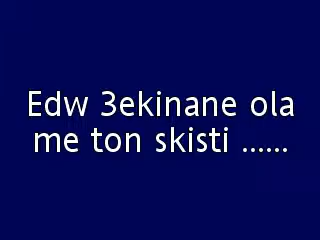 Edw 3ekinane ola
me ton skisti ......